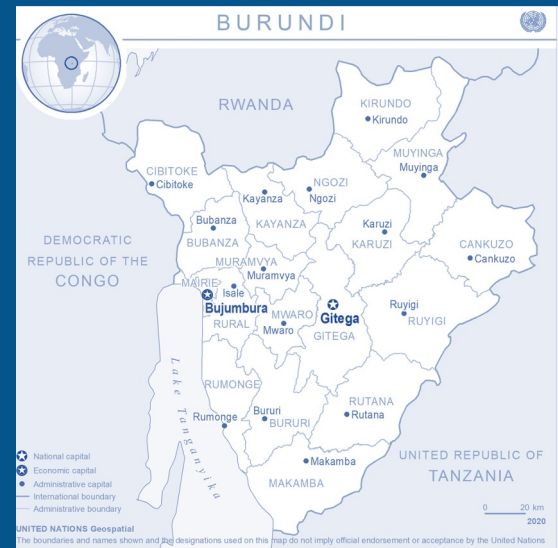 BURUNDI
RWANDA
KIRUNDO
Kirundo
MUYINGA
Muyinga
CIBITOKE
Cibitoke
NGOZI
Ngozi
Kayanza
KAYANZA
Bubanza
BUBANZA
Karuzi
KARUZI
CANKUZO
Cankuzo
DEMOCRATIC
REPUBLIC OF THE
CONGO
MURAMVYA
Muramvya
MAIRIE
Isale
Bujumbura
RURAL
MWARO
Mwaro
Gitega
GITEGA
Ruyigi
RUYIGI
Lake Tanganyika
RUMONGE
Rumonge
Bururi
BURURI
RUTANA
Rutana
Makamba
MAKAMBA
UNITED REPUBLIC OF
TANZANIA
National capital
Economic capital
Administrative capital
International boundary
Administrative boundary
0 20 km
2020
UNITED NATIONS Geospatial
The boundaries and names shown and the designations used on this map do not imply official endorsement or acceptance by the United Nations